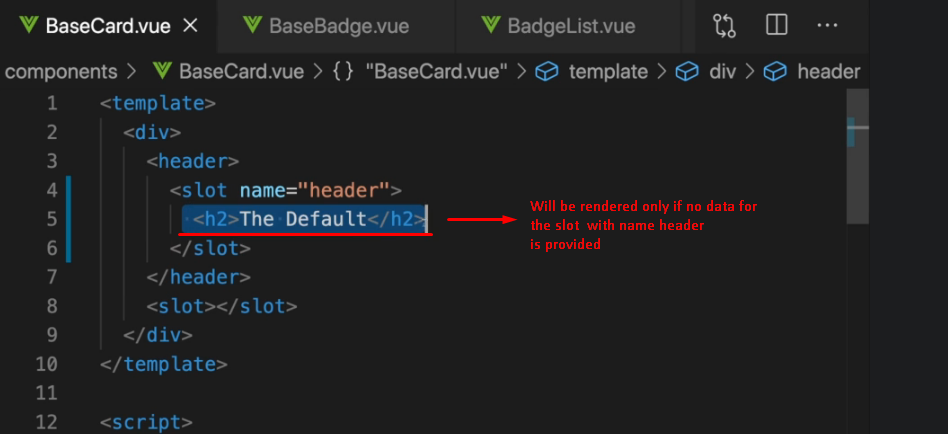 BaseCard.vue × BaseBadge.vue BadgeList.vue ...
components > BaseCard.vue > {} "BaseCard.vue" > template > div > header
1 <template>
2 <div>
3 <header>
4 <slot name="header">
5 <h2>The Default</h2>
6 </slot>
7 </header>
8 <slot></slot>
9 </div>
10 </template>
11
12 <script>
Will be rendered only if no data for
the slot with name header
is provided